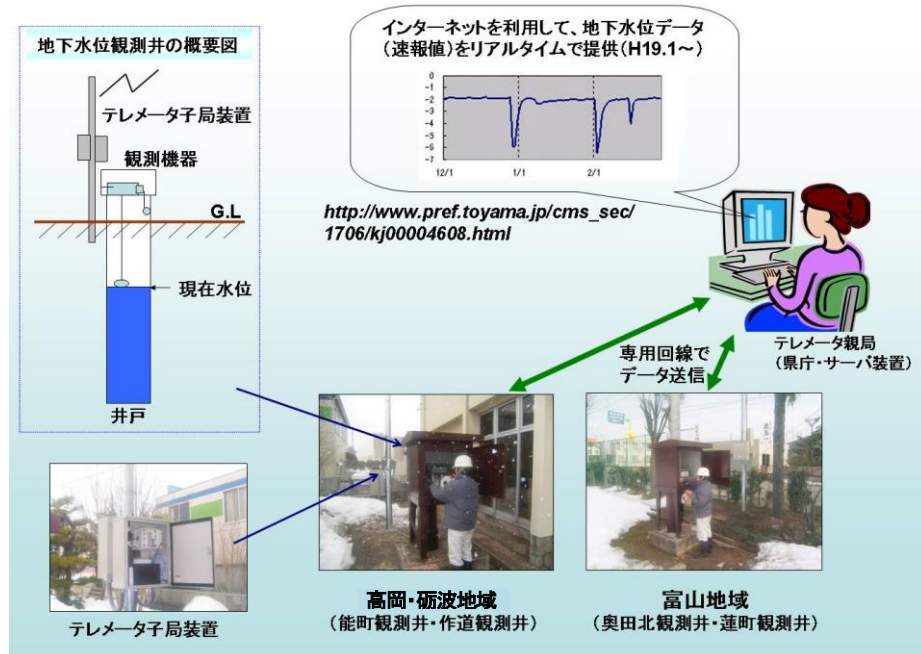 地下水位観測井の概要図
テレメータ子局装置
観測機器
G.L
現在水位
井戸
インターネットを利用して、地下水位データ
（速報値）をリアルタイムで提供（H19.1～）
0
-1
-2
-3
-4
-5
-6
-7
12/1 1/1 2/1
http://www.pref.toyama.jp/cms_sec/
1706/kj00004608.html
テレメータ親局
（県庁・サーバ装置）
専用回線で
データ送信
テレメータ子局装置
高岡・砺波地域
（能町観測井・作道観測井）
富山地域
（奥田北観測井・蓮町観測井）